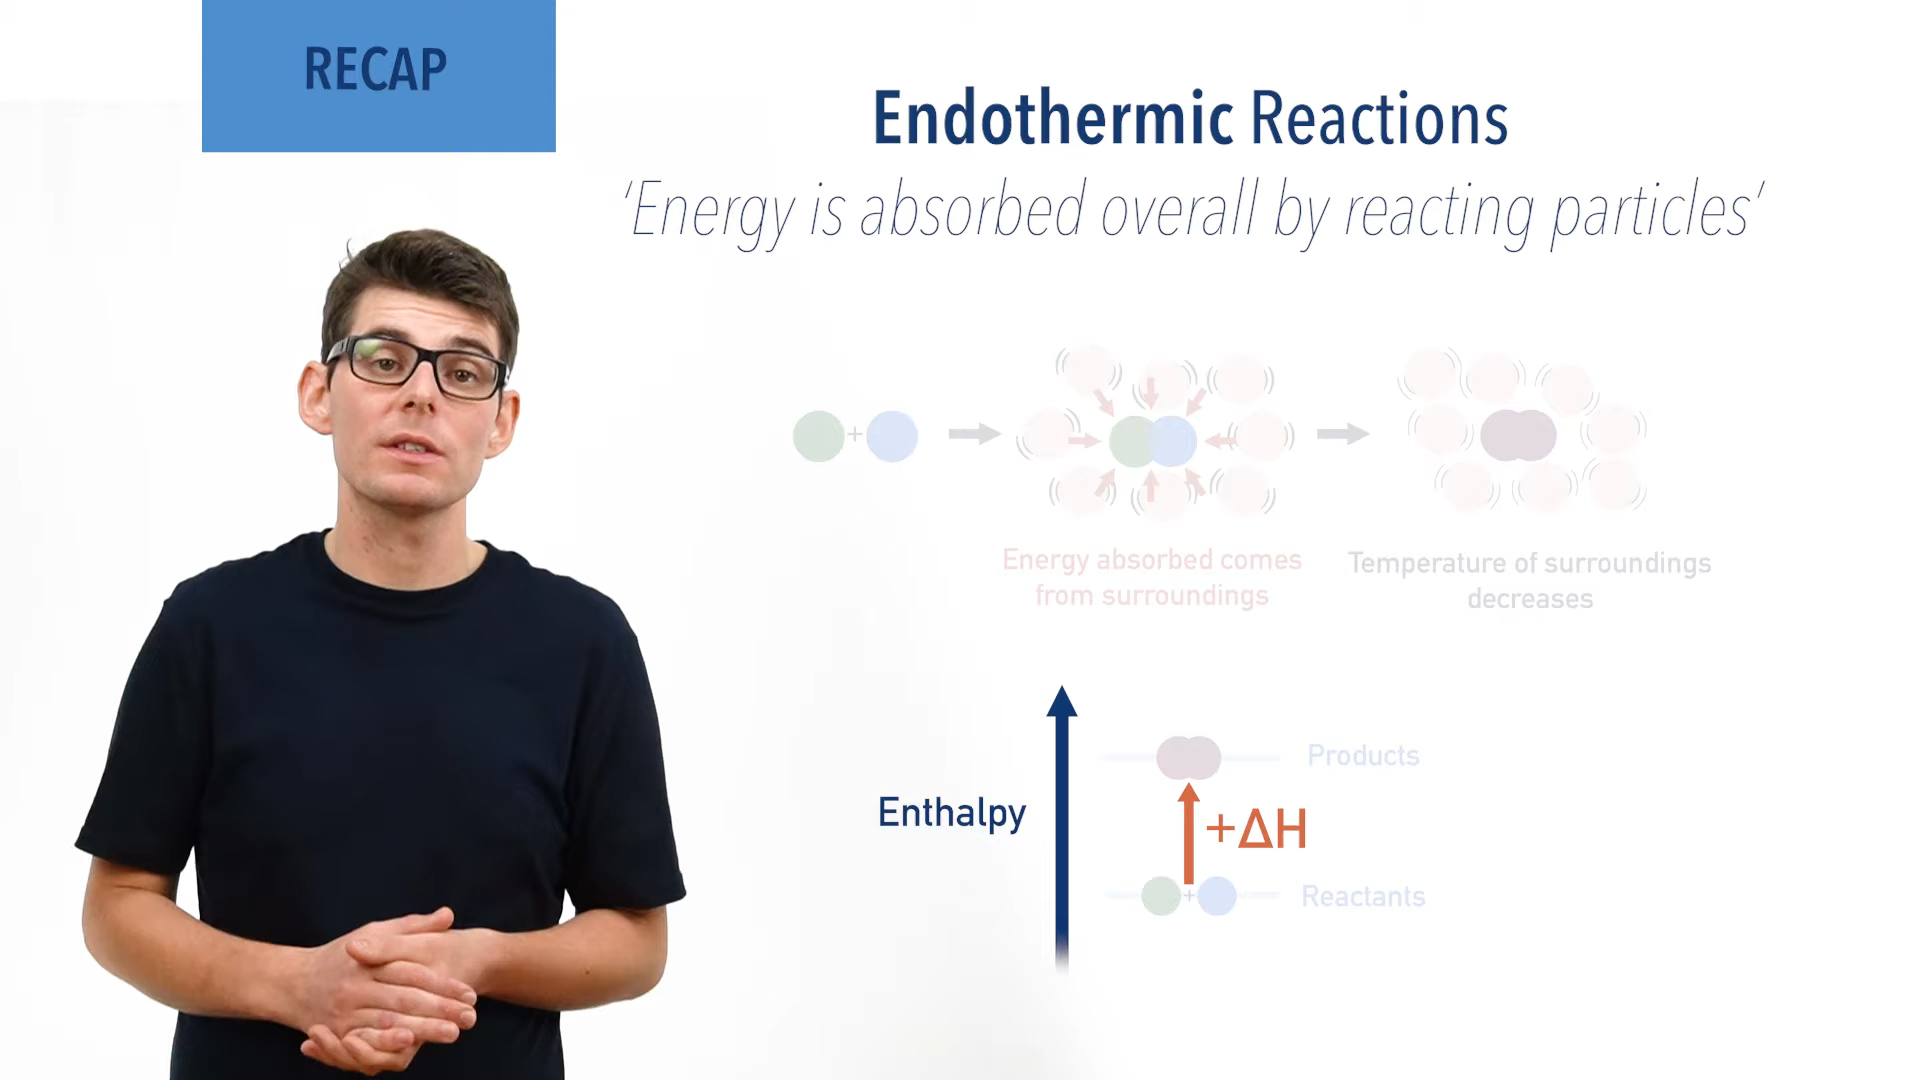 RECAP
Endothermic Reactions
‘Energy is absorbed overall by reacting particles’
+
Energy absorbed comes
from surroundings
Temperature of surroundings
decreases
Products
Enthalpy
+ΔH
+
Reactants